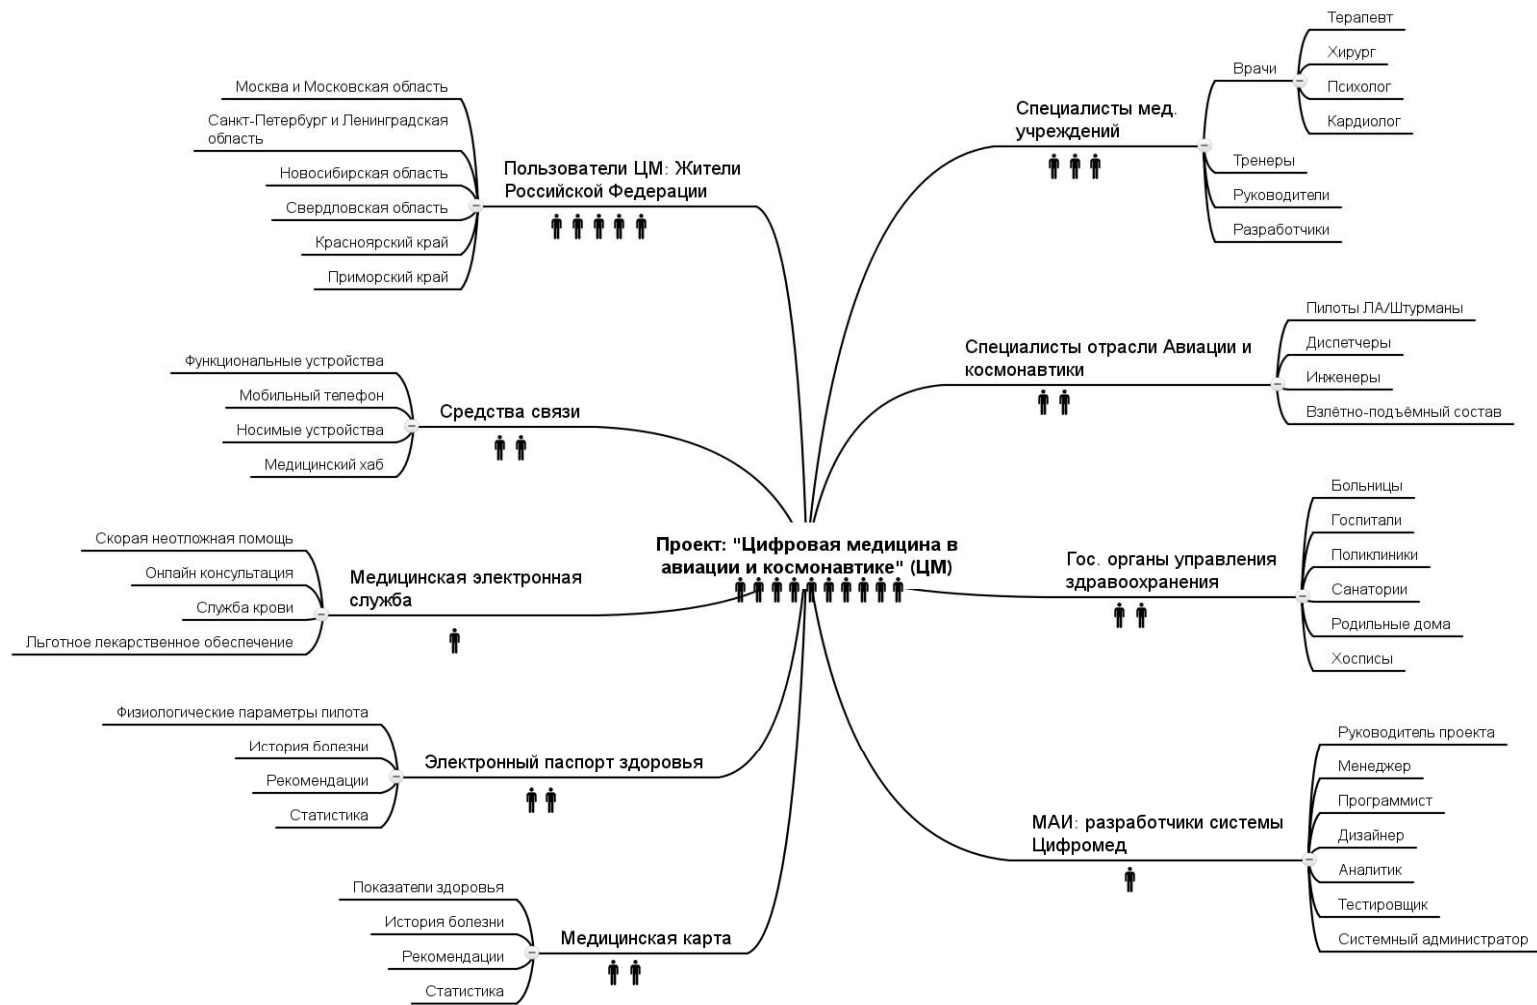 Проект: "Цифровая медицина в
авиации и космонавтике" (ЦМ)
Пользователи ЦМ: Жители
Российской Федерации
Москва и Московская область
Санкт-Петербург и Ленинградская
область
Новосибирская область
Свердловская область
Красноярский край
Приморский край
Средства связи
Функциональные устройства
Мобильный телефон
Носимые устройства
Медицинский хаб
Медицинская электронная
служба
Скорая неотложная помощь
Онлайн консультация
Служба крови
Льготное лекарственное обеспечение
Электронный паспорт здоровья
Физиологические параметры пилота
История болезни
Рекомендации
Статистика
Медицинская карта
Показатели здоровья
История болезни
Рекомендации
Статистика
Специалисты мед.
учреждений
Врачи
Терапевт
Хирург
Психолог
Кардиолог
Тренеры
Руководители
Разработчики
Специалисты отрасли Авиации и
космонавтики
Пилоты ЛА/Штурманы
Диспетчеры
Инженеры
Взлётно-подъёмный состав
Гос. органы управления
здравоохранения
Больницы
Госпитали
Поликлиники
Санатории
Родильные дома
Хосписы
МАИ: разработчики системы
Цифромед
Руководитель проекта
Менеджер
Программист
Дизайнер
Аналитик
Тестировщик
Системный администратор